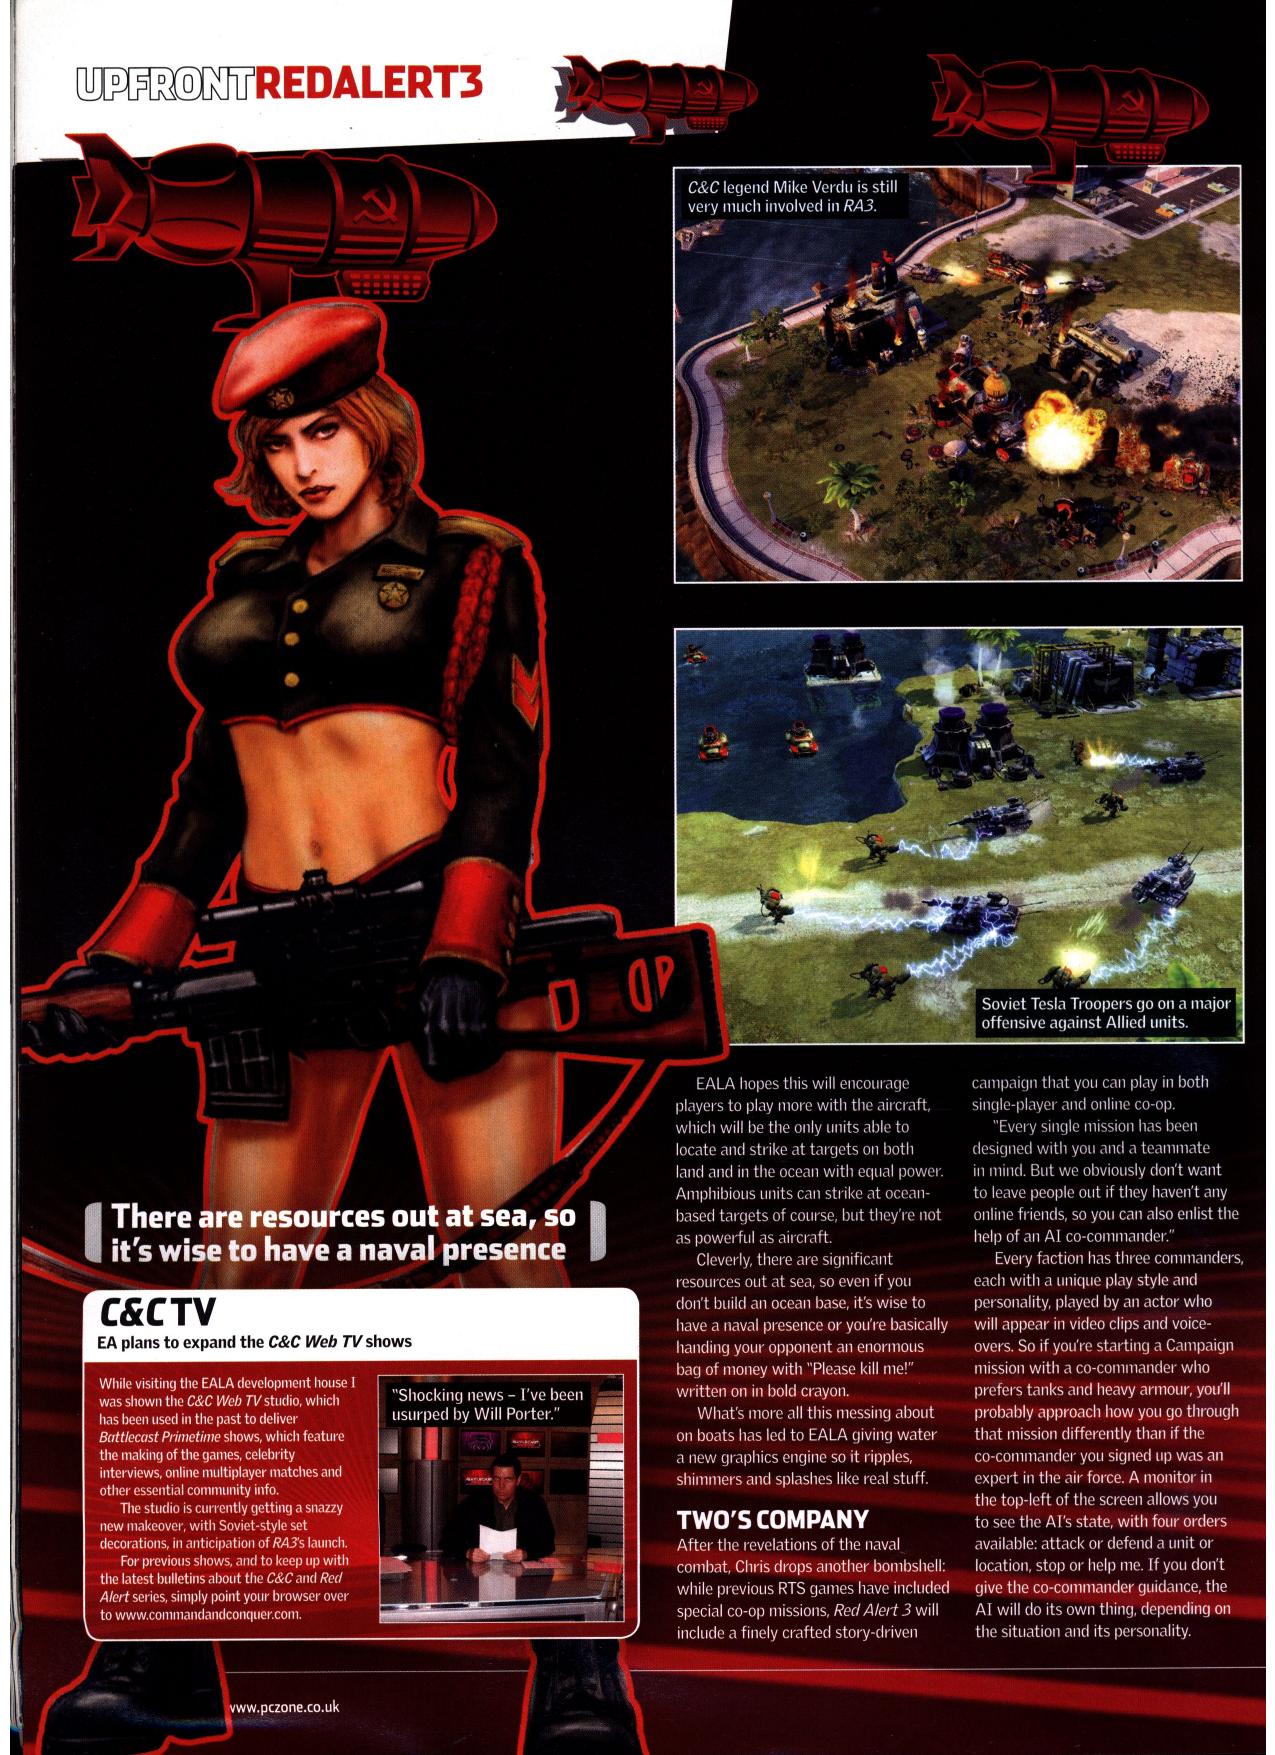 UPFRONTREDALERT3
C&C legend Mike Verdu is still
very much involved in RA3.
Soviet Tesla Troopers go on a major
offensive against Allied units.
There are resources out at sea, so
it's wise to have a naval presence
C&C TV
EA plans to expand the C&C Web TV shows
While visiting the EALA development house I
was shown the C&C Web TV studio, which
has been used in the past to deliver
Battlecast Primetime shows, which feature
the making of the games, celebrity
interviews, online multiplayer matches and
other essential community info.
The studio is currently getting a snazzy
new makeover, with Soviet-style set
decorations, in anticipation of RA3's launch.
For previous shows, and to keep up with
the latest bulletins about the C&C and Red
Alert series, simply point your browser over
to www.commandandconquer.com.
"Shocking news – I've been
usurped by Will Porter."
EALA hopes this will encourage
players to play more with the aircraft,
which will be the only units able to
locate and strike at targets on both
land and in the ocean with equal power.
Amphibious units can strike at ocean-
based targets of course, but they're not
as powerful as aircraft.
Cleverly, there are significant
resources out at sea, so even if you
don't build an ocean base, it's wise to
have a naval presence or you're basically
handing your opponent an enormous
bag of money with "Please kill me!"
written on in bold crayon.
What's more all this messing about
on boats has led to EALA giving water
a new graphics engine so it ripples,
shimmers and splashes like real stuff.
TWO'S COMPANY
After the revelations of the naval
combat, Chris drops another bombshell:
while previous RTS games have included
special co-op missions, Red Alert 3 will
include a finely crafted story-driven
campaign that you can play in both
single-player and online co-op.
"Every single mission has been
designed with you and a teammate
in mind. But we obviously don't want
to leave people out if they haven't any
online friends, so you can also enlist the
help of an AI co-commander."
Every faction has three commanders,
each with a unique play style and
personality, played by an actor who
will appear in video clips and voice-
overs. So if you're starting a Campaign
mission with a co-commander who
prefers tanks and heavy armour, you'll
probably approach how you go through
that mission differently than if the
co-commander you signed up was an
expert in the air force. A monitor in
the top-left of the screen allows you
to see the AI's state, with four orders
available: attack or defend a unit or
location, stop or help me. If you don't
give the co-commander guidance, the
AI will do its own thing, depending on
the situation and its personality.
www.pczone.co.uk